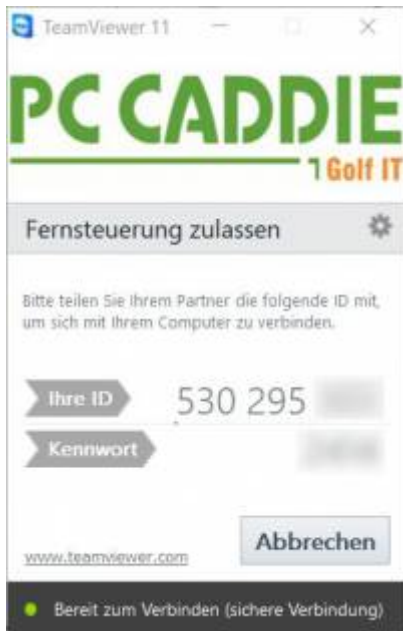 TeamViewer 11
PC CADDIE
Golf IT
Fernsteuerung zulassen
Bitte teilen Sie Ihrem Partner die folgende ID mit,
um sich mit Ihrem Computer zu verbinden.
Ihre ID 530 295
Kennwort
Abbrechen
www.teamviewer.com
Bereit zum Verbinden (sichere Verbindung)